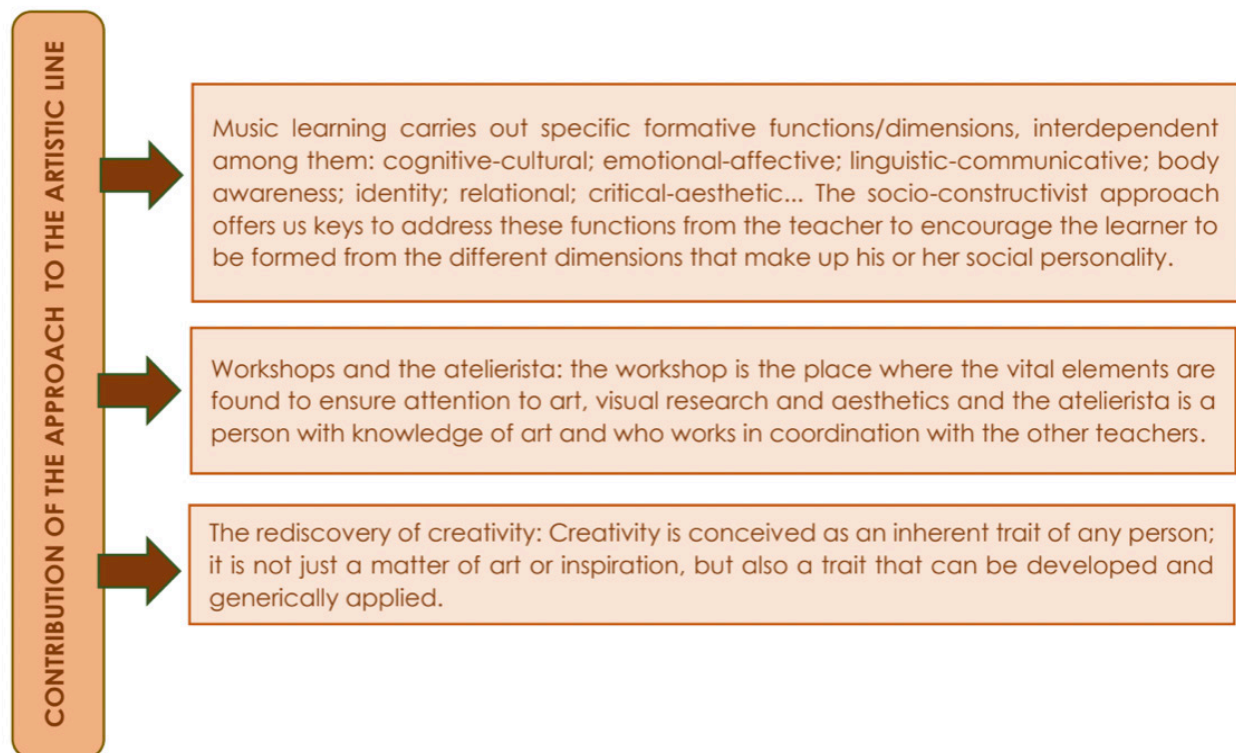 CONTRIBUTION OF THE APPROACH TO THE ARTISTIC LINE
Music learning carries out specific formative functions/dimensions, interdependent
among them: cognitive-cultural; emotional-affective; linguistic-communicative; body
awareness; identity; relational; critical-aesthetic... The socio-constructivist approach
offers us keys to address these functions from the teacher to encourage the learner to
be formed from the different dimensions that make up his or her social personality.
Workshops and the atelierista: the workshop is the place where the vital elements are
found to ensure attention to art, visual research and aesthetics and the atelierista is a
person with knowledge of art and who works in coordination with the other teachers.
The rediscovery of creativity: Creativity is conceived as an inherent trait of any person;
it is not just a matter of art or inspiration, but also a trait that can be developed and
generically applied.